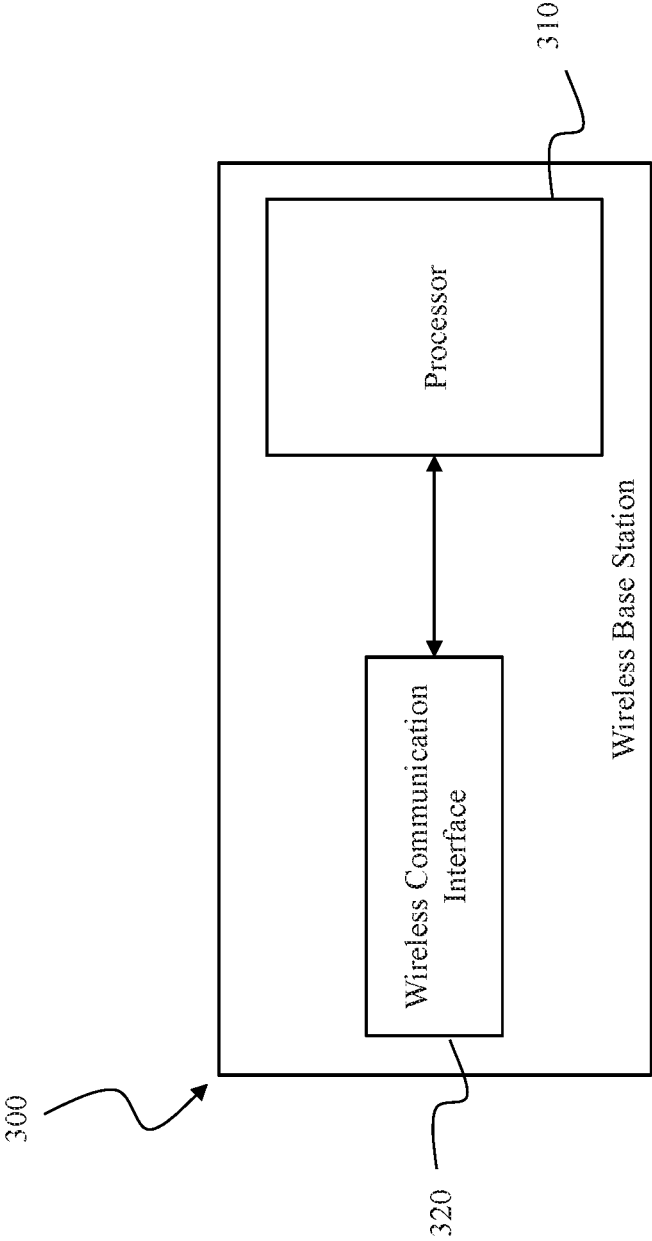 300
320
310
Wireless Communication
Interface
Processor
Wireless Base Station